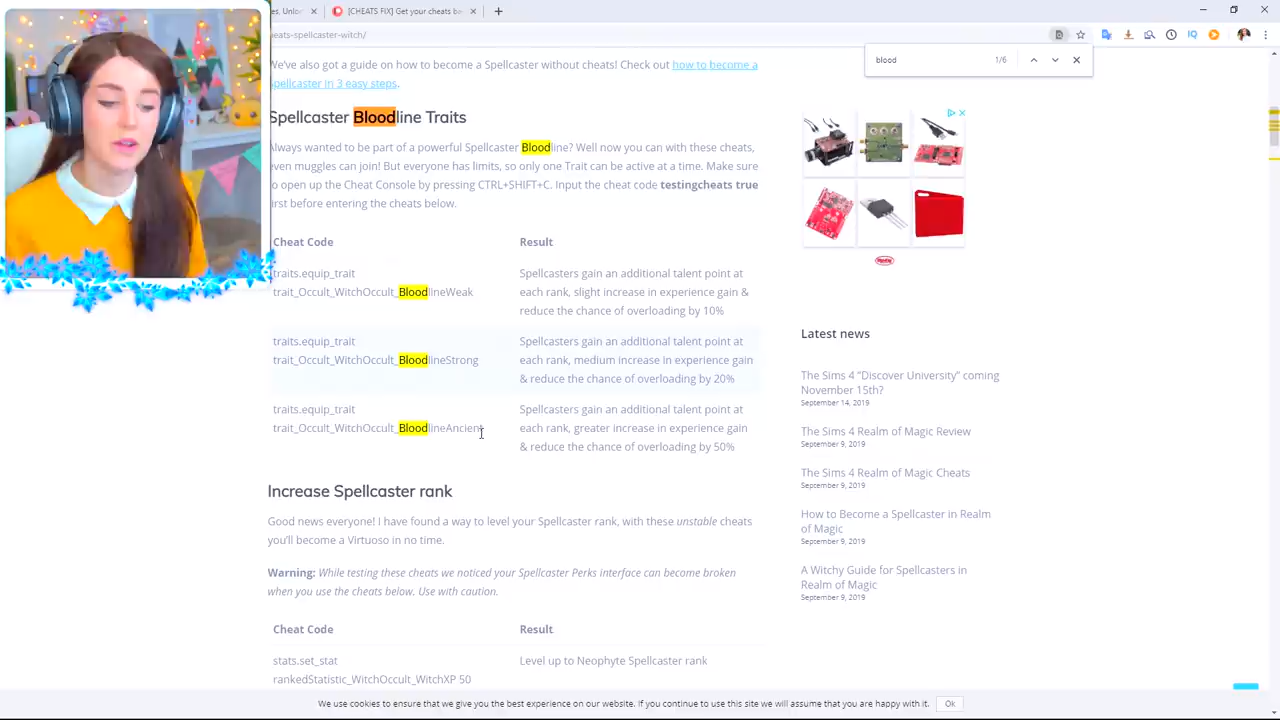 es, Unloc
[CHEATS FIX] Get your cheats be
eats-spellcaster-witch/
blood
1/6
We've also got a guide on how to become a Spellcaster without cheats! Check out how to become a
spellcaster in 3 easy steps.
Spellcaster Bloodline Traits
Always wanted to be part of a powerful Spellcaster Bloodline? Well now you can with these cheats,
even muggles can join! But everyone has limits, so only one Trait can be active at a time. Make sure
to open up the Cheat Console by pressing CTRL+SHIFT+C. Input the cheat code testingcheats true
first before entering the cheats below.
Cheat Code
Result
traits.equip_trait
trait_Occult_WitchOccult_BloodlineWeak
Spellcasters gain an additional talent point at
each rank, slight increase in experience gain &
reduce the chance of overloading by 10%
traits.equip_trait
trait_Occult_WitchOccult_BloodlineStrong
Spellcasters gain an additional talent point at
each rank, medium increase in experience gain
& reduce the chance of overloading by 20%
traits.equip_trait
trait_Occult_WitchOccult_BloodlineAncient
Spellcasters gain an additional talent point at
each rank, greater increase in experience gain
& reduce the chance of overloading by 50%
Increase Spellcaster rank
Good news everyone! I have found a way to level your Spellcaster rank, with these unstable cheats
you'll become a Virtuoso in no time.
Warning: While testing these cheats we noticed your Spellcaster Perks interface can become broken
when you use the cheats below. Use with caution.
Cheat Code
Result
stats.set_stat
rankedStatistic_WitchOccult_WitchXP 50
Level up to Neophyte Spellcaster rank
Latest news
The Sims 4 "Discover University" coming
November 15th?
September 14, 2019
The Sims 4 Realm of Magic Review
September 9, 2019
The Sims 4 Realm of Magic Cheats
September 9, 2019
How to Become a Spellcaster in Realm
of Magic
September 9, 2019
A Witchy Guide for Spellcasters in
Realm of Magic
September 9, 2019
We use cookies to ensure that we give you the best experience on our website. If you continue to use this site we will assume that you are happy with it.
Ok